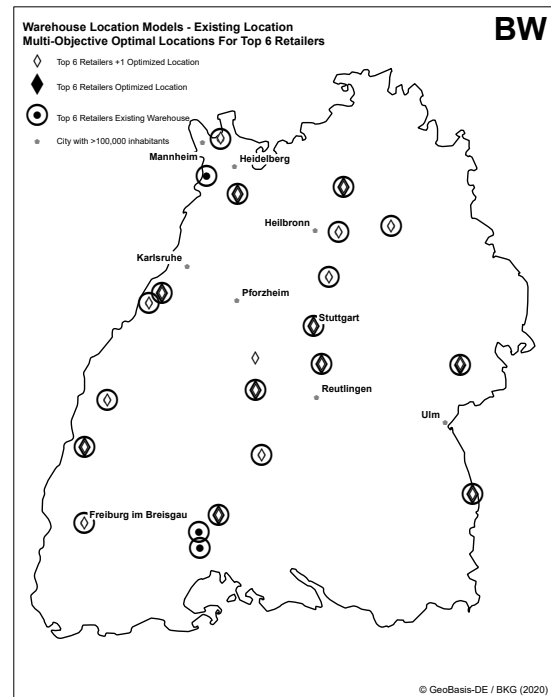 Warehouse Location Models - Existing Location
Multi-Objective Optimal Locations For Top 6 Retailers
BW
Top 6 Retailers +1 Optimized Location
Top 6 Retailers Optimized Location
Top 6 Retailers Existing Warehouse
City with >100,000 inhabitants
Mannheim
Heidelberg
Heilbronn
Karlsruhe
Pforzheim
Stuttgart
Reutlingen
Ulm
Freiburg im Breisgau
© GeoBasis-DE / BKG (2020)